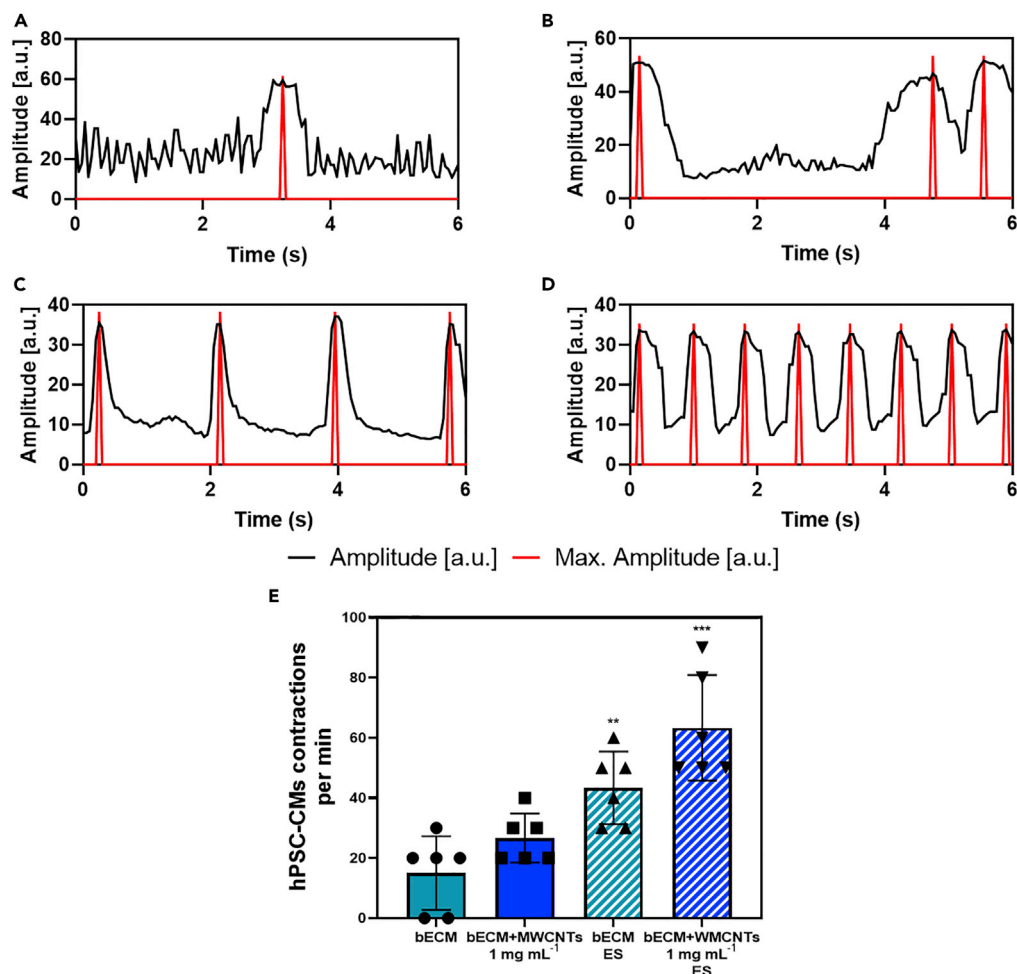 A
Amplitude [a.u.]
80
60
40
20
0
0 2 4 6
Time (s)
B
Amplitude [a.u.]
60
40
20
0
0 2 4 6
Time (s)
C
Amplitude [a.u.]
40
30
20
10
0
0 2 4 6
Time (s)
D
Amplitude [a.u.]
40
30
20
10
0
0 2 4 6
Time (s)
Amplitude [a.u.] Max. Amplitude [a.u.]
E
hPSC-CMs contractions
per min
100
80
60
40
20
0
**
***
bECM
bECM+MWCNTs
1 mg mL⁻¹
bECM
ES
bECM+WMCNTs
1 mg mL⁻¹
ES